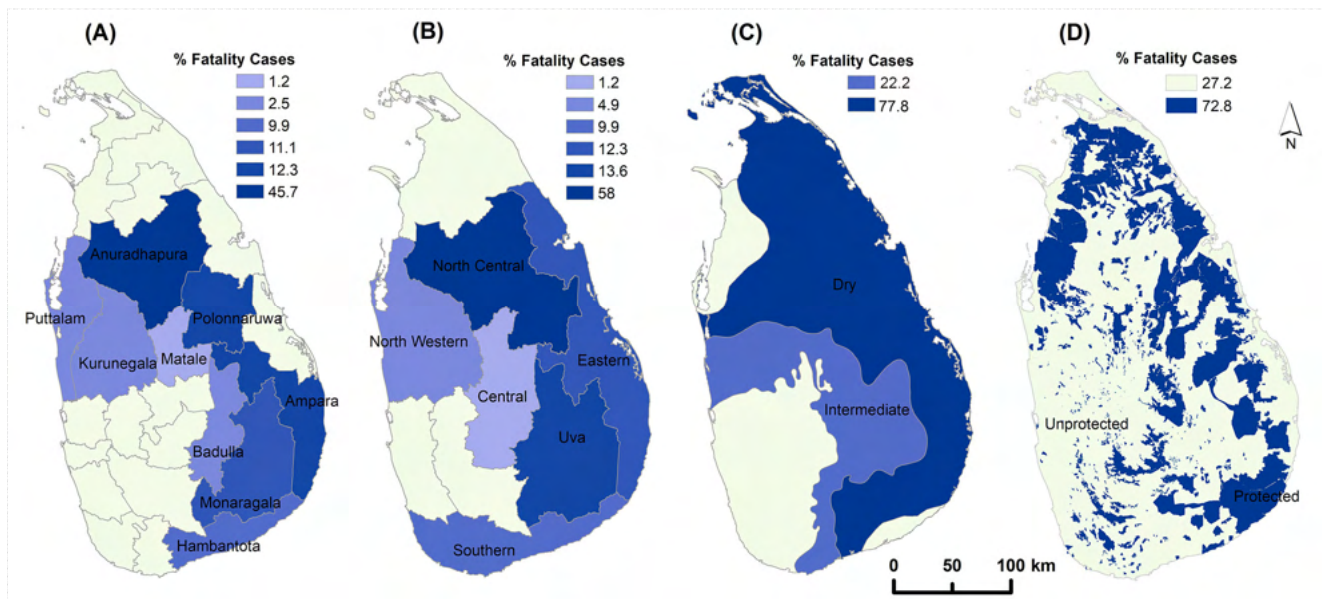 (A)
% Fatality Cases
1.2
2.5
9.9
11.1
12.3
45.7
Anuradhapura
Puttalam
Polonnaruwa
Kurunegala
Matale
Ampara
Badulla
Monaragala
Hambantota
(B)
% Fatality Cases
1.2
4.9
9.9
12.3
13.6
58
North Central
North Western
Eastern
Central
Uva
Southern
(C)
% Fatality Cases
22.2
77.8
Dry
Intermediate
(D)
% Fatality Cases
27.2
72.8
N
Unprotected
Protected
0 50 100 km